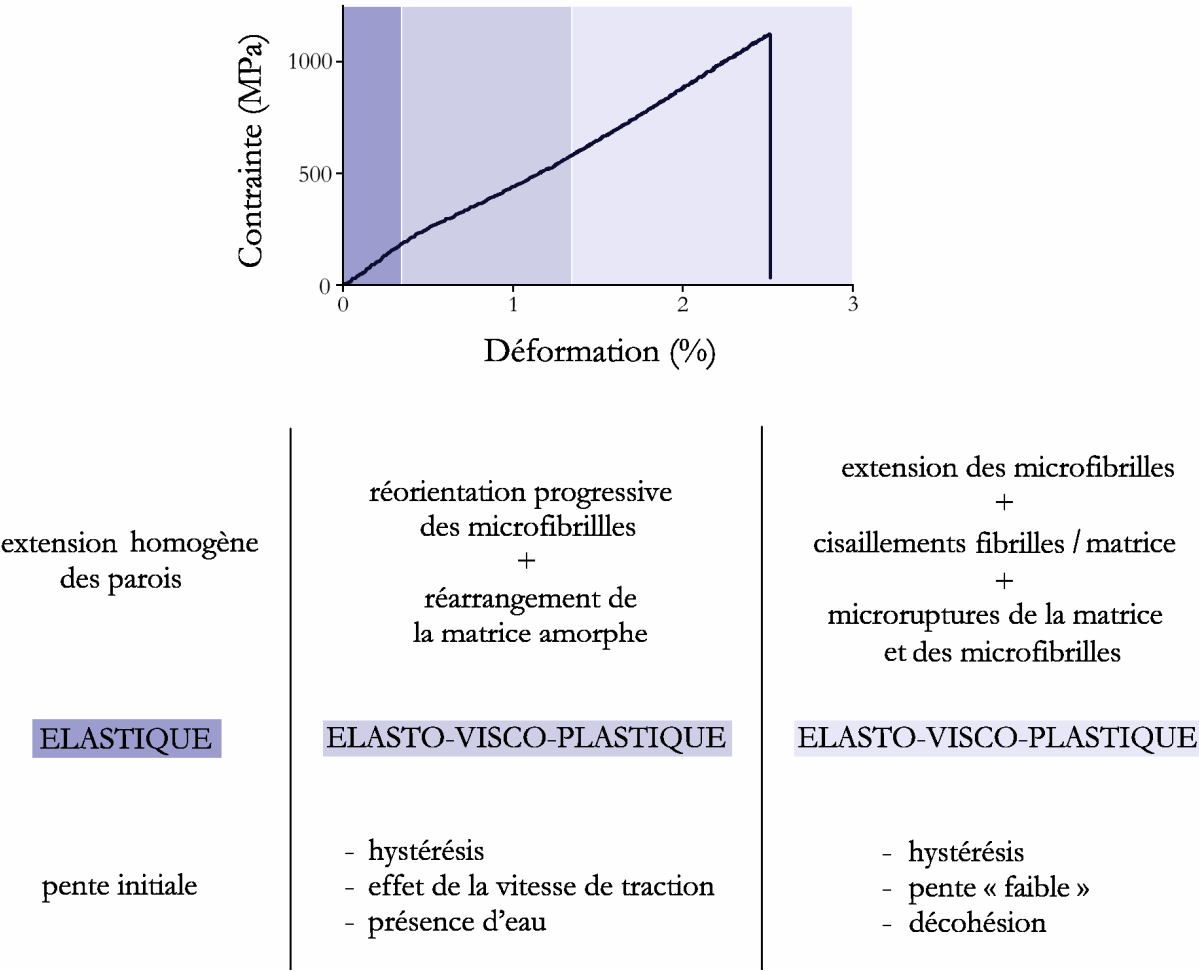 Contrainte (MPa)
1000
500
0
0
1
2
3
Déformation (%)
extension homogène
des parois
réorientation progressive
des microfibrillles
+
réarrangement de
la matrice amorphe
extension des microfibrilles
+
cisaillements fibrilles / matrice
+
microruptures de la matrice
et des microfibrilles
ELASTIQUE
ELASTO-VISCO-PLASTIQUE
ELASTO-VISCO-PLASTIQUE
pente initiale
- hystérésis
- effet de la vitesse de traction
- présence d'eau
- hystérésis
- pente « faible »
- décohésion